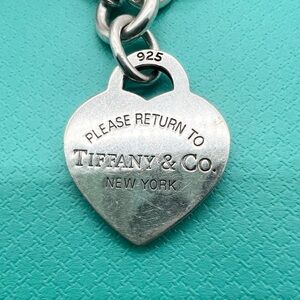 925
PLEASE RETURN TO
TIFFANY & CO.
NEW YORK